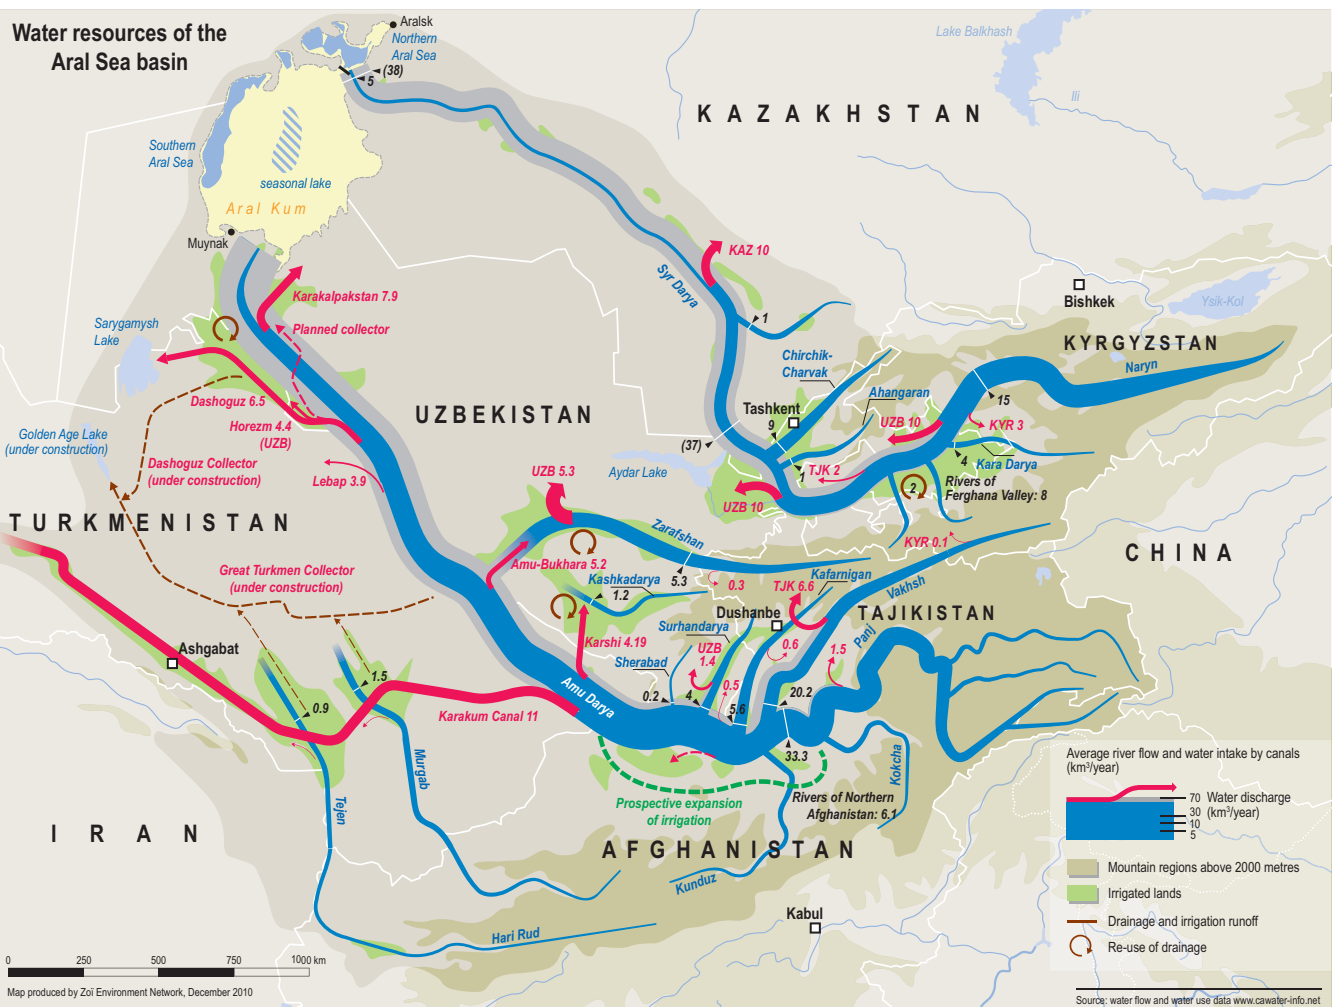 Water resources of the
Aral Sea basin
Aralsk
Northern
Aral Sea
(38)
5
Lake Balkhash
Ili
KAZAKHSTAN
Southern
Aral Sea
seasonal lake
Aral Kum
Muynak
KAZ 10
Syr Darya
Karakalpakstan 7.9
Planned collector
Sarygamysh
Lake
1
Bishkek
Ysik-Kol
KYRGYZSTAN
Naryn
Chirchik-
Charvak
Ahangaran
15
Dashoguz 6.5
Horezm 4.4
(UZB)
UZBEKISTAN
Tashkent
9
UZB 10
KYR 3
(37)
Golden Age Lake
(under construction)
Dashoguz Collector
(under construction)
Lebap 3.9
UZB 5.3
Aydar Lake
TJK 2
1
4
Kara Darya
2
Rivers of
Ferghana Valley: 8
UZB 10
TURKMENISTAN
Zarafshan
KYR 0.1
CHINA
Great Turkmen Collector
(under construction)
Amu-Bukhara 5.2
5.3
Kashkadarya
1.2
0.3
TJK 6.6
Kafarnigan
Vakhsh
TAJIKISTAN
Dushanbe
Surhandarya
Panj
Ashgabat
Karshi 4.19
UZB
1.4
0.6
1.5
Sherabad
0.5
1.5
Amu Darya
0.2
4
5.6
20.2
0.9
Karakum Canal 11
33.3
Murgab
Kokcha
Tejen
Prospective expansion
of irrigation
Rivers of Northern
Afghanistan: 6.1
IRAN
AFGHANISTAN
Kunduz
Kabul
Hari Rud
Average river flow and water intake by canals
(km³/year)
70
30
10
5
Water discharge
(km³/year)
Mountain regions above 2000 metres
Irrigated lands
Drainage and irrigation runoff
Re-use of drainage
0 250 500 750 1000 km
Map produced by Zoï Environment Network, December 2010
Source: water flow and water use data www.cawater-info.net